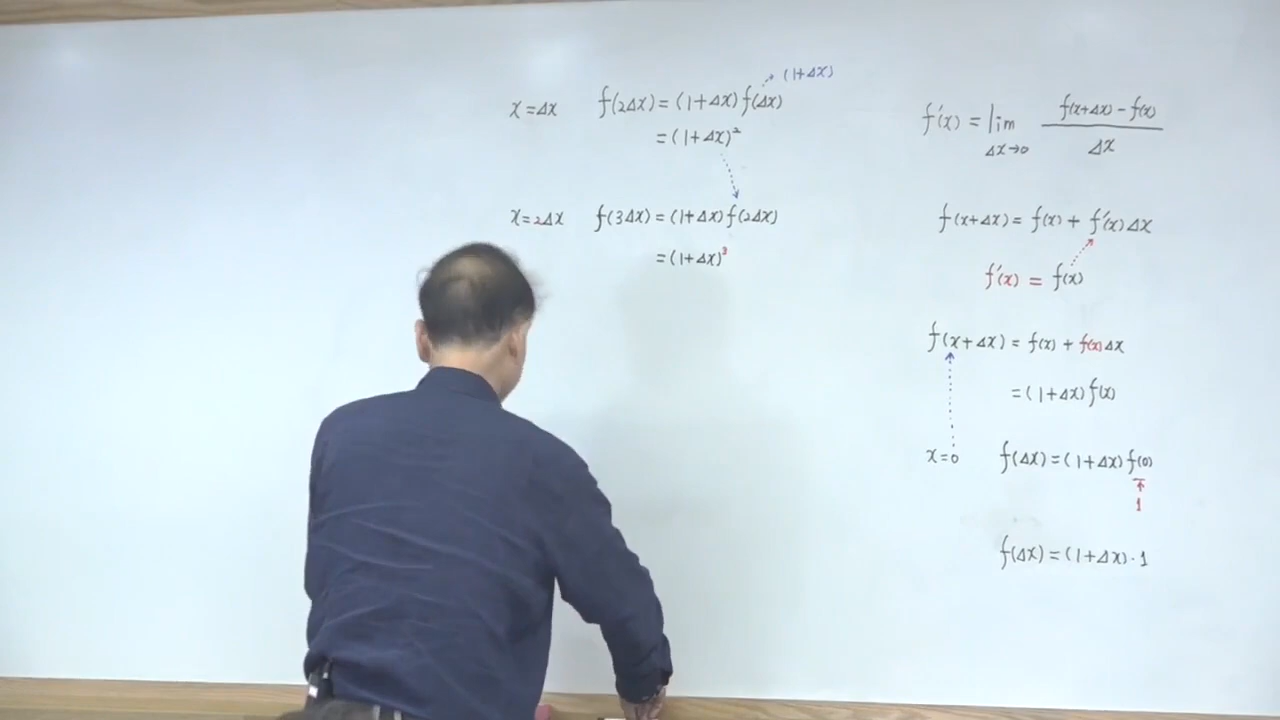 (1+Δx)
x=Δx f(2Δx) = (1+Δx) f(Δx)
= (1+Δx)²
x=2Δx f(3Δx) = (1+Δx) f(2Δx)
= (1+Δx)³
f'(x) = lim Δx→0 f(x+Δx) - f(x) / Δx
f(x+Δx) = f(x) + f'(x) Δx
f'(x) = f(x)
f(x+Δx) = f(x) + f(x) Δx
= (1+Δx) f(x)
x=0 f(Δx) = (1+Δx) f(0)
1
f(Δx) = (1+Δx) · 1